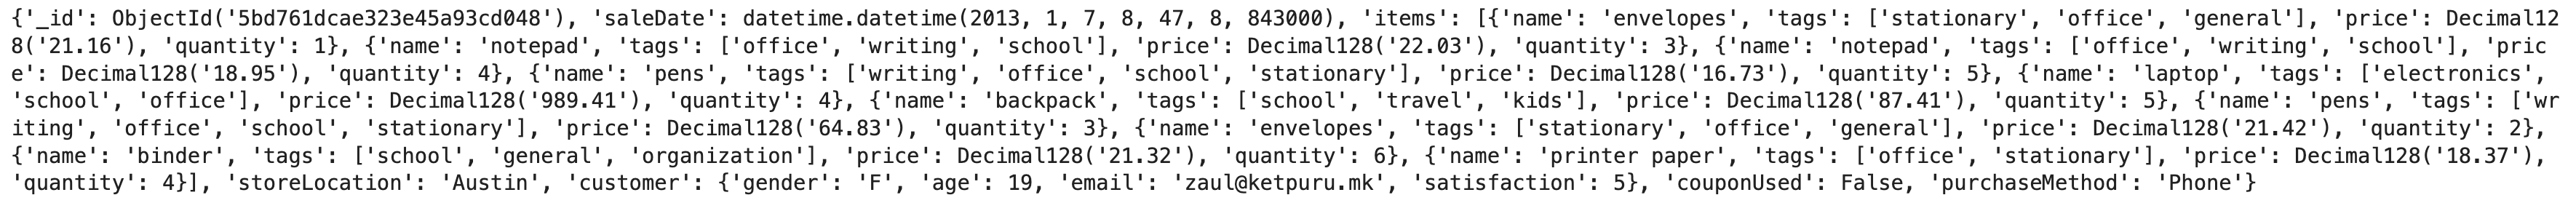 {'_id': ObjectId('5bd761dcae323e45a93cd048'), 'saleDate': datetime.datetime(2013, 1, 7, 8, 47, 8, 843000), 'items': [{'name': 'envelopes', 'tags': ['stationary', 'office', 'general'], 'price': Decimal12
8('21.16'), 'quantity': 1}, {'name': 'notepad', 'tags': ['office', 'writing', 'school'], 'price': Decimal128('22.03'), 'quantity': 3}, {'name': 'notepad', 'tags': ['office', 'writing', 'school'], 'pric
e': Decimal128('18.95'), 'quantity': 4}, {'name': 'pens', 'tags': ['writing', 'office', 'school', 'stationary'], 'price': Decimal128('16.73'), 'quantity': 5}, {'name': 'laptop', 'tags': ['electronics',
'school', 'office'], 'price': Decimal128('989.41'), 'quantity': 4}, {'name': 'backpack', 'tags': ['school', 'travel', 'kids'], 'price': Decimal128('87.41'), 'quantity': 5}, {'name': 'pens', 'tags': ['wr
iting', 'office', 'school', 'stationary'], 'price': Decimal128('64.83'), 'quantity': 3}, {'name': 'envelopes', 'tags': ['stationary', 'office', 'general'], 'price': Decimal128('21.42'), 'quantity': 2},
{'name': 'binder', 'tags': ['school', 'general', 'organization'], 'price': Decimal128('21.32'), 'quantity': 6}, {'name': 'printer paper', 'tags': ['office', 'stationary'], 'price': Decimal128('18.37'),
'quantity': 4}], 'storeLocation': 'Austin', 'customer': {'gender': 'F', 'age': 19, 'email': 'zaul@ketpuru.mk', 'satisfaction': 5}, 'couponUsed': False, 'purchaseMethod': 'Phone'}